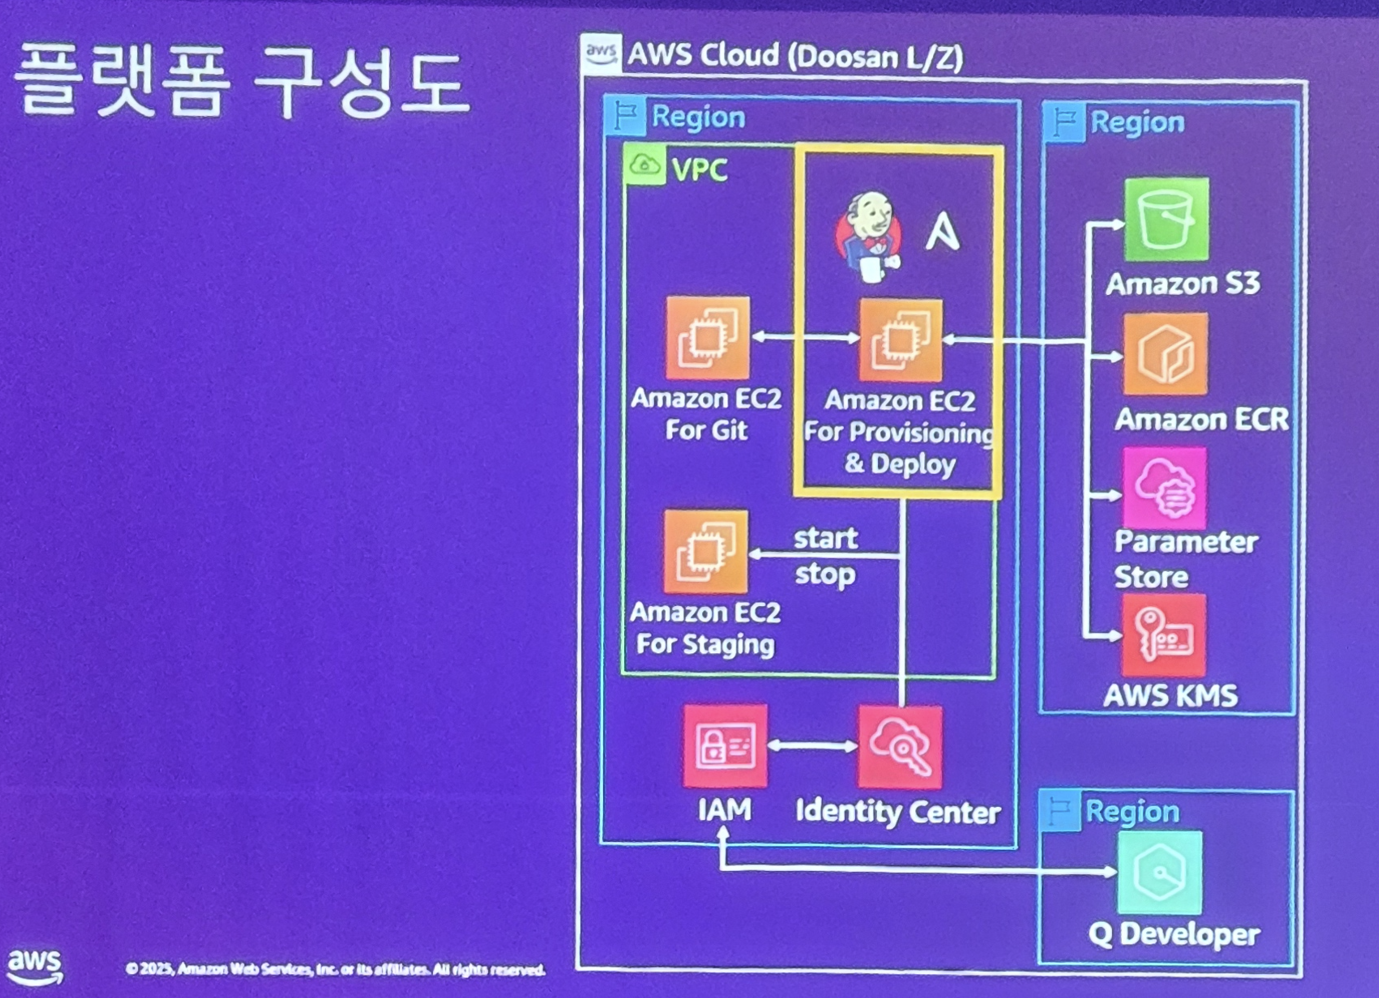 플랫폼 구성도
aws AWS Cloud (Doosan L/Z)
Region
VPC
Amazon EC2
For Git
Amazon EC2
For Provisioning
& Deploy
start
stop
Amazon EC2
For Staging
IAM
Identity Center
Region
Amazon S3
Amazon ECR
Parameter
Store
AWS KMS
Region
Q Developer
aws
© 2025, Amazon Web Services, Inc. or its affiliates. All rights reserved.